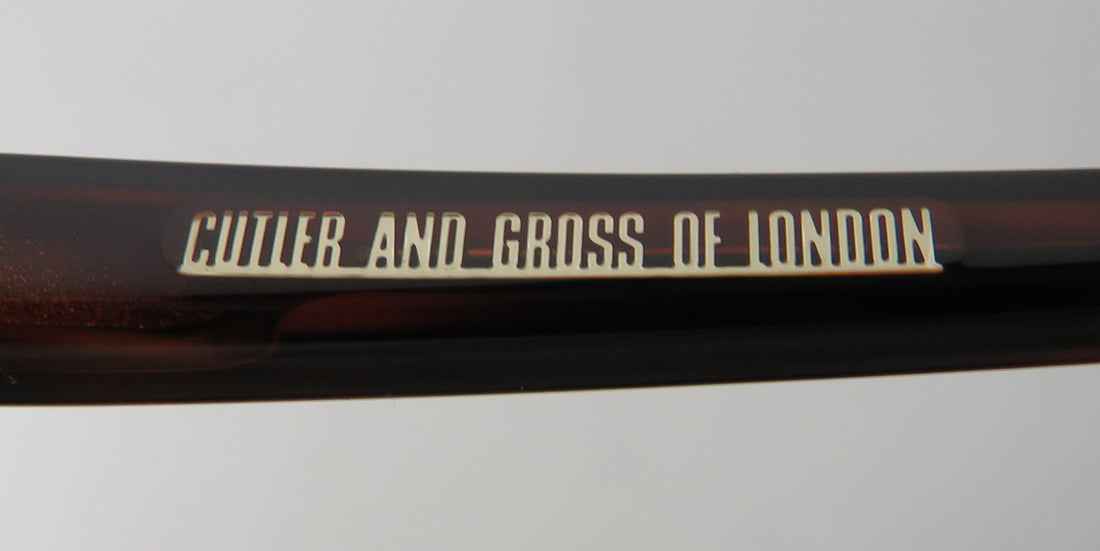 CUTLER AND GROSS OF LONDON